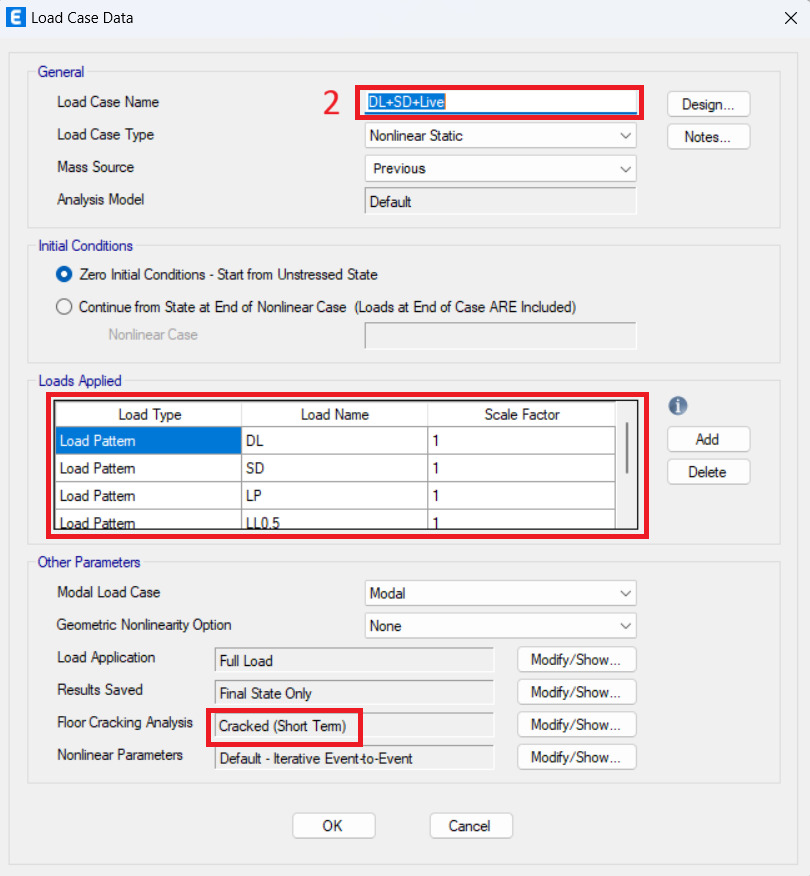 E Load Case Data
General
Load Case Name 2 DL+SD+Live Design...
Load Case Type Nonlinear Static Notes...
Mass Source Previous
Analysis Model Default
Initial Conditions
Zero Initial Conditions - Start from Unstressed State
Continue from State at End of Nonlinear Case (Loads at End of Case ARE Included)
Nonlinear Case
Loads Applied
Load Type Load Name Scale Factor
Load Pattern DL 1 Add
Load Pattern SD 1 Delete
Load Pattern LP 1
Load Pattern LL0.5 1
Other Parameters
Modal Load Case Modal
Geometric Nonlinearity Option None
Load Application Full Load Modify/Show...
Results Saved Final State Only Modify/Show...
Floor Cracking Analysis Cracked (Short Term) Modify/Show...
Nonlinear Parameters Default - Iterative Event-to-Event Modify/Show...
OK Cancel